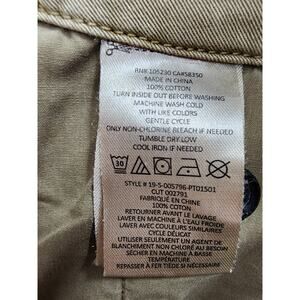 RN# 105230 CA#58350
MADE IN CHINA
100% COTTON
TURN INSIDE OUT BEFORE WASHING
MACHINE WASH COLD
WITH LIKE COLORS
GENTLE CYCLE
ONLY NON-CHLORINE BLEACH IF NEEDED
TUMBLE DRY LOW
COOL IRON IF NEEDED
30
STYLE # 19-S-005796-PT01501
CUT 002791
FABRIQUÉ EN CHINE
100% COTON
RETOURNER AVANT LE LAVAGE
LAVER EN MACHINE À L'EAU FROIDE
LAVER AVEC COULEURS SIMILAIRES
CYCLE DÉLICAT
UTILISER SEULEMENT UN AGENT DE
BLANCHIMENT NON CHLORÉ AU BESOIN
SÉCHER EN MACHINE À BASSE
TEMPÉRATURE
REPASSER À FER TIÈDE SI NÉCESSAIRE